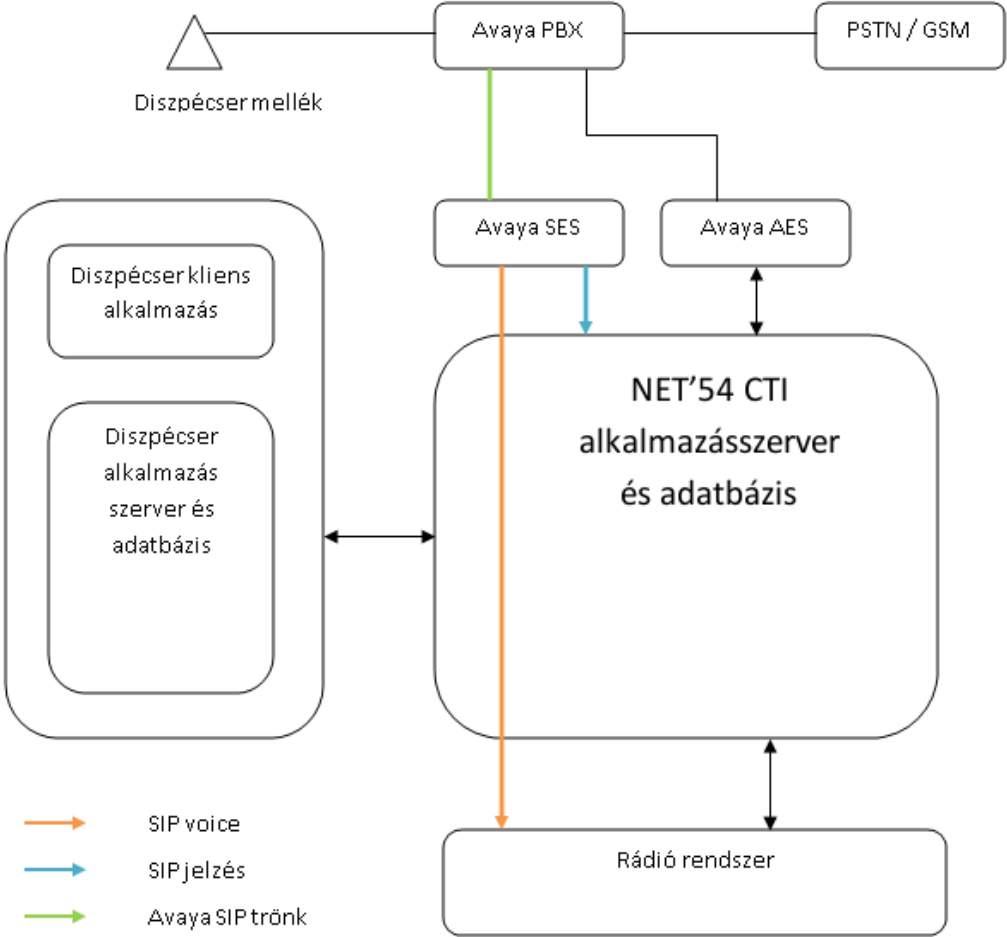 Avaya PBX
PSTN / GSM
Diszpécser mellék
Avaya SES
Avaya AES
Diszpécser kliens
alkalmazás
NET’54 CTI
alkalmazásszerver
és adatbázis
Diszpécser
alkalmazás
szerver és
adatbázis
SIP voice
SIP jelzés
Avaya SIP trönk
Rádió rendszer